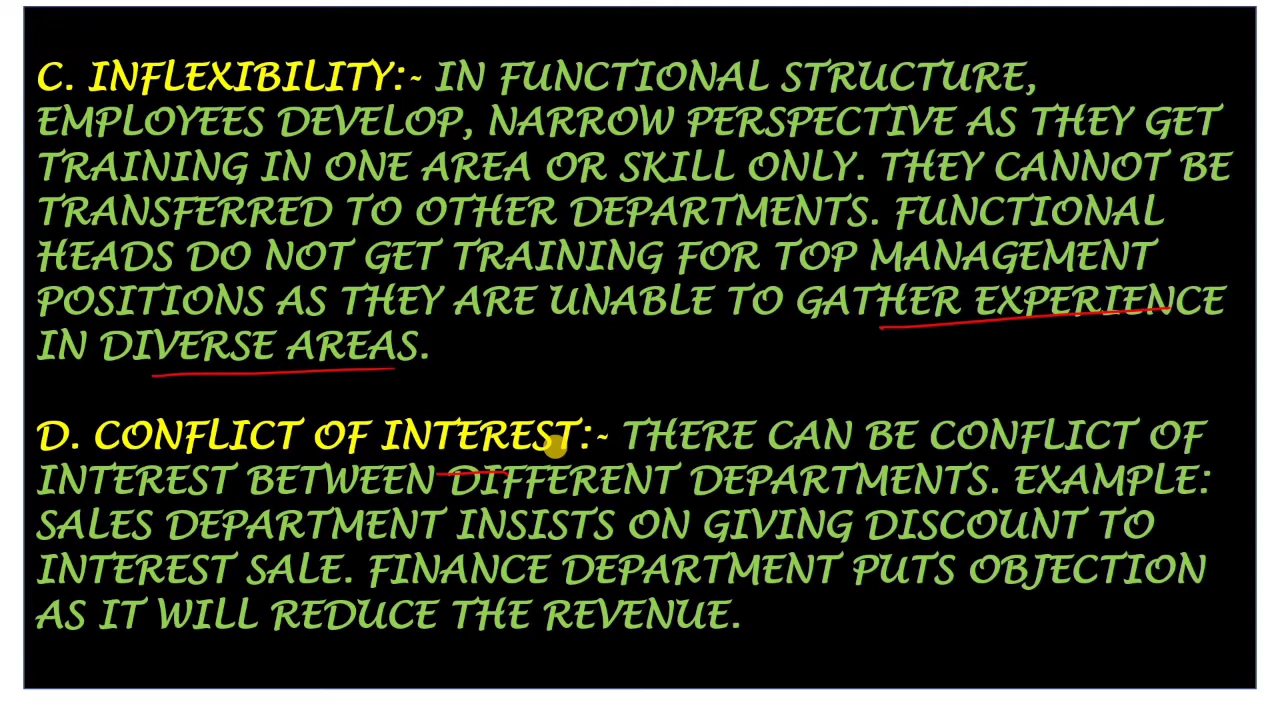 C. INFLEXIBILITY:- IN FUNCTIONAL STRUCTURE,
EMPLOYEES DEVELOP, NARROW PERSPECTIVE AS THEY GET
TRAINING IN ONE AREA OR SKILL ONLY. THEY CANNOT BE
TRANSFERRED TO OTHER DEPARTMENTS. FUNCTIONAL
HEADS DO NOT GET TRAINING FOR TOP MANAGEMENT
POSITIONS AS THEY ARE UNABLE TO GATHER EXPERIENCE
IN DIVERSE AREAS.
D. CONFLICT OF INTEREST:- THERE CAN BE CONFLICT OF
INTEREST BETWEEN DIFFERENT DEPARTMENTS. EXAMPLE:
SALES DEPARTMENT INSISTS ON GIVING DISCOUNT TO
INTEREST SALE. FINANCE DEPARTMENT PUTS OBJECTION
AS IT WILL REDUCE THE REVENUE.